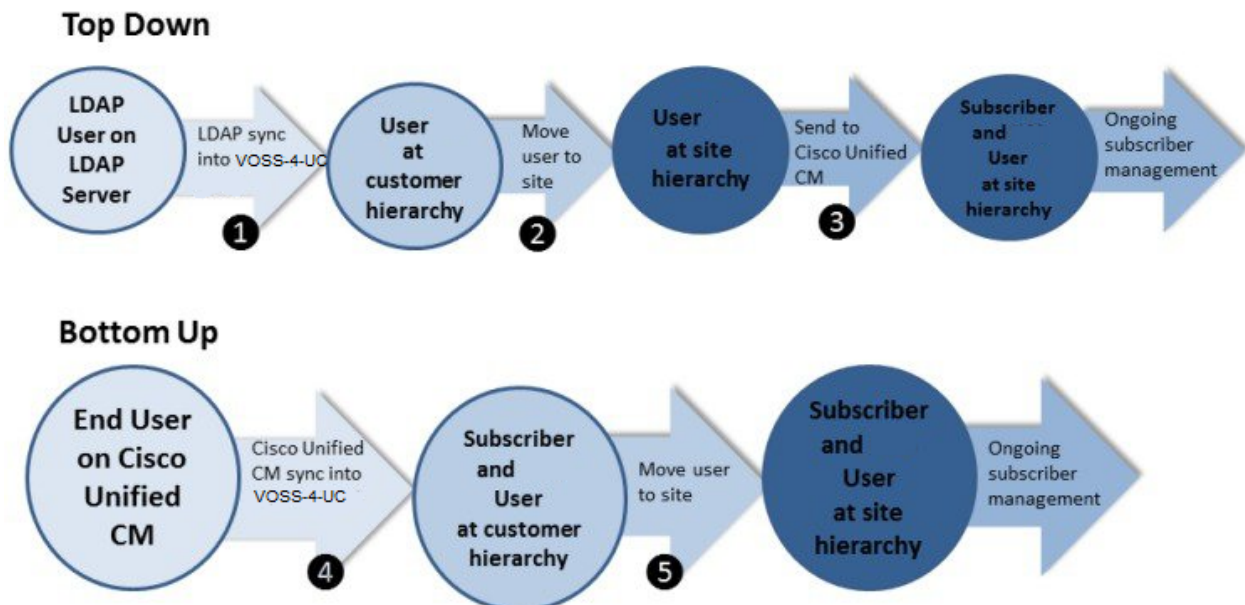 Top Down
LDAP
User on
LDAP
Server
LDAP sync
into VOSS-4-UC
1
User
at
customer
hierarchy
Move
user to
site
2
User
at site
hierarchy
Send to
Cisco Unified
CM
3
Subscriber
and
User
at site
hierarchy
Ongoing
subscriber
management
Bottom Up
End User
on Cisco
Unified
CM
Cisco Unified
CM sync into
VOSS-4-UC
4
Subscriber
and
User
at customer
hierarchy
Move user
to site
5
Subscriber
and
User
at site
hierarchy
Ongoing
subscriber
management